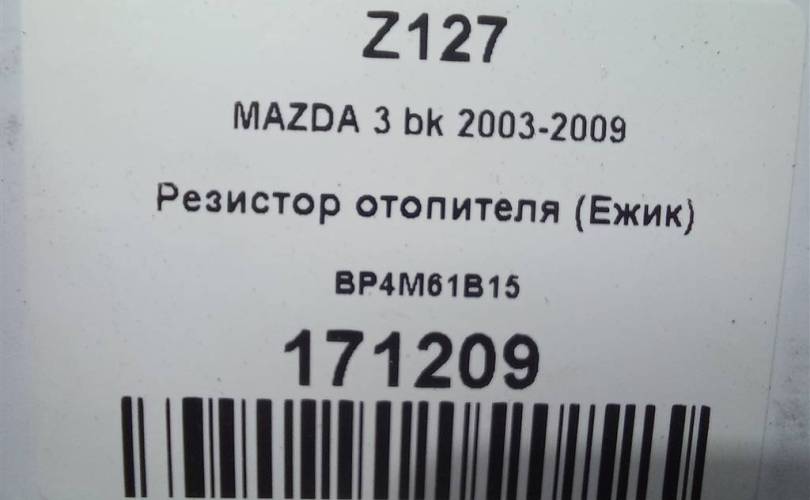 Z127
MAZDA 3 bk 2003-2009
Резистор отопителя (Ежик)
BP4M61B15
171209